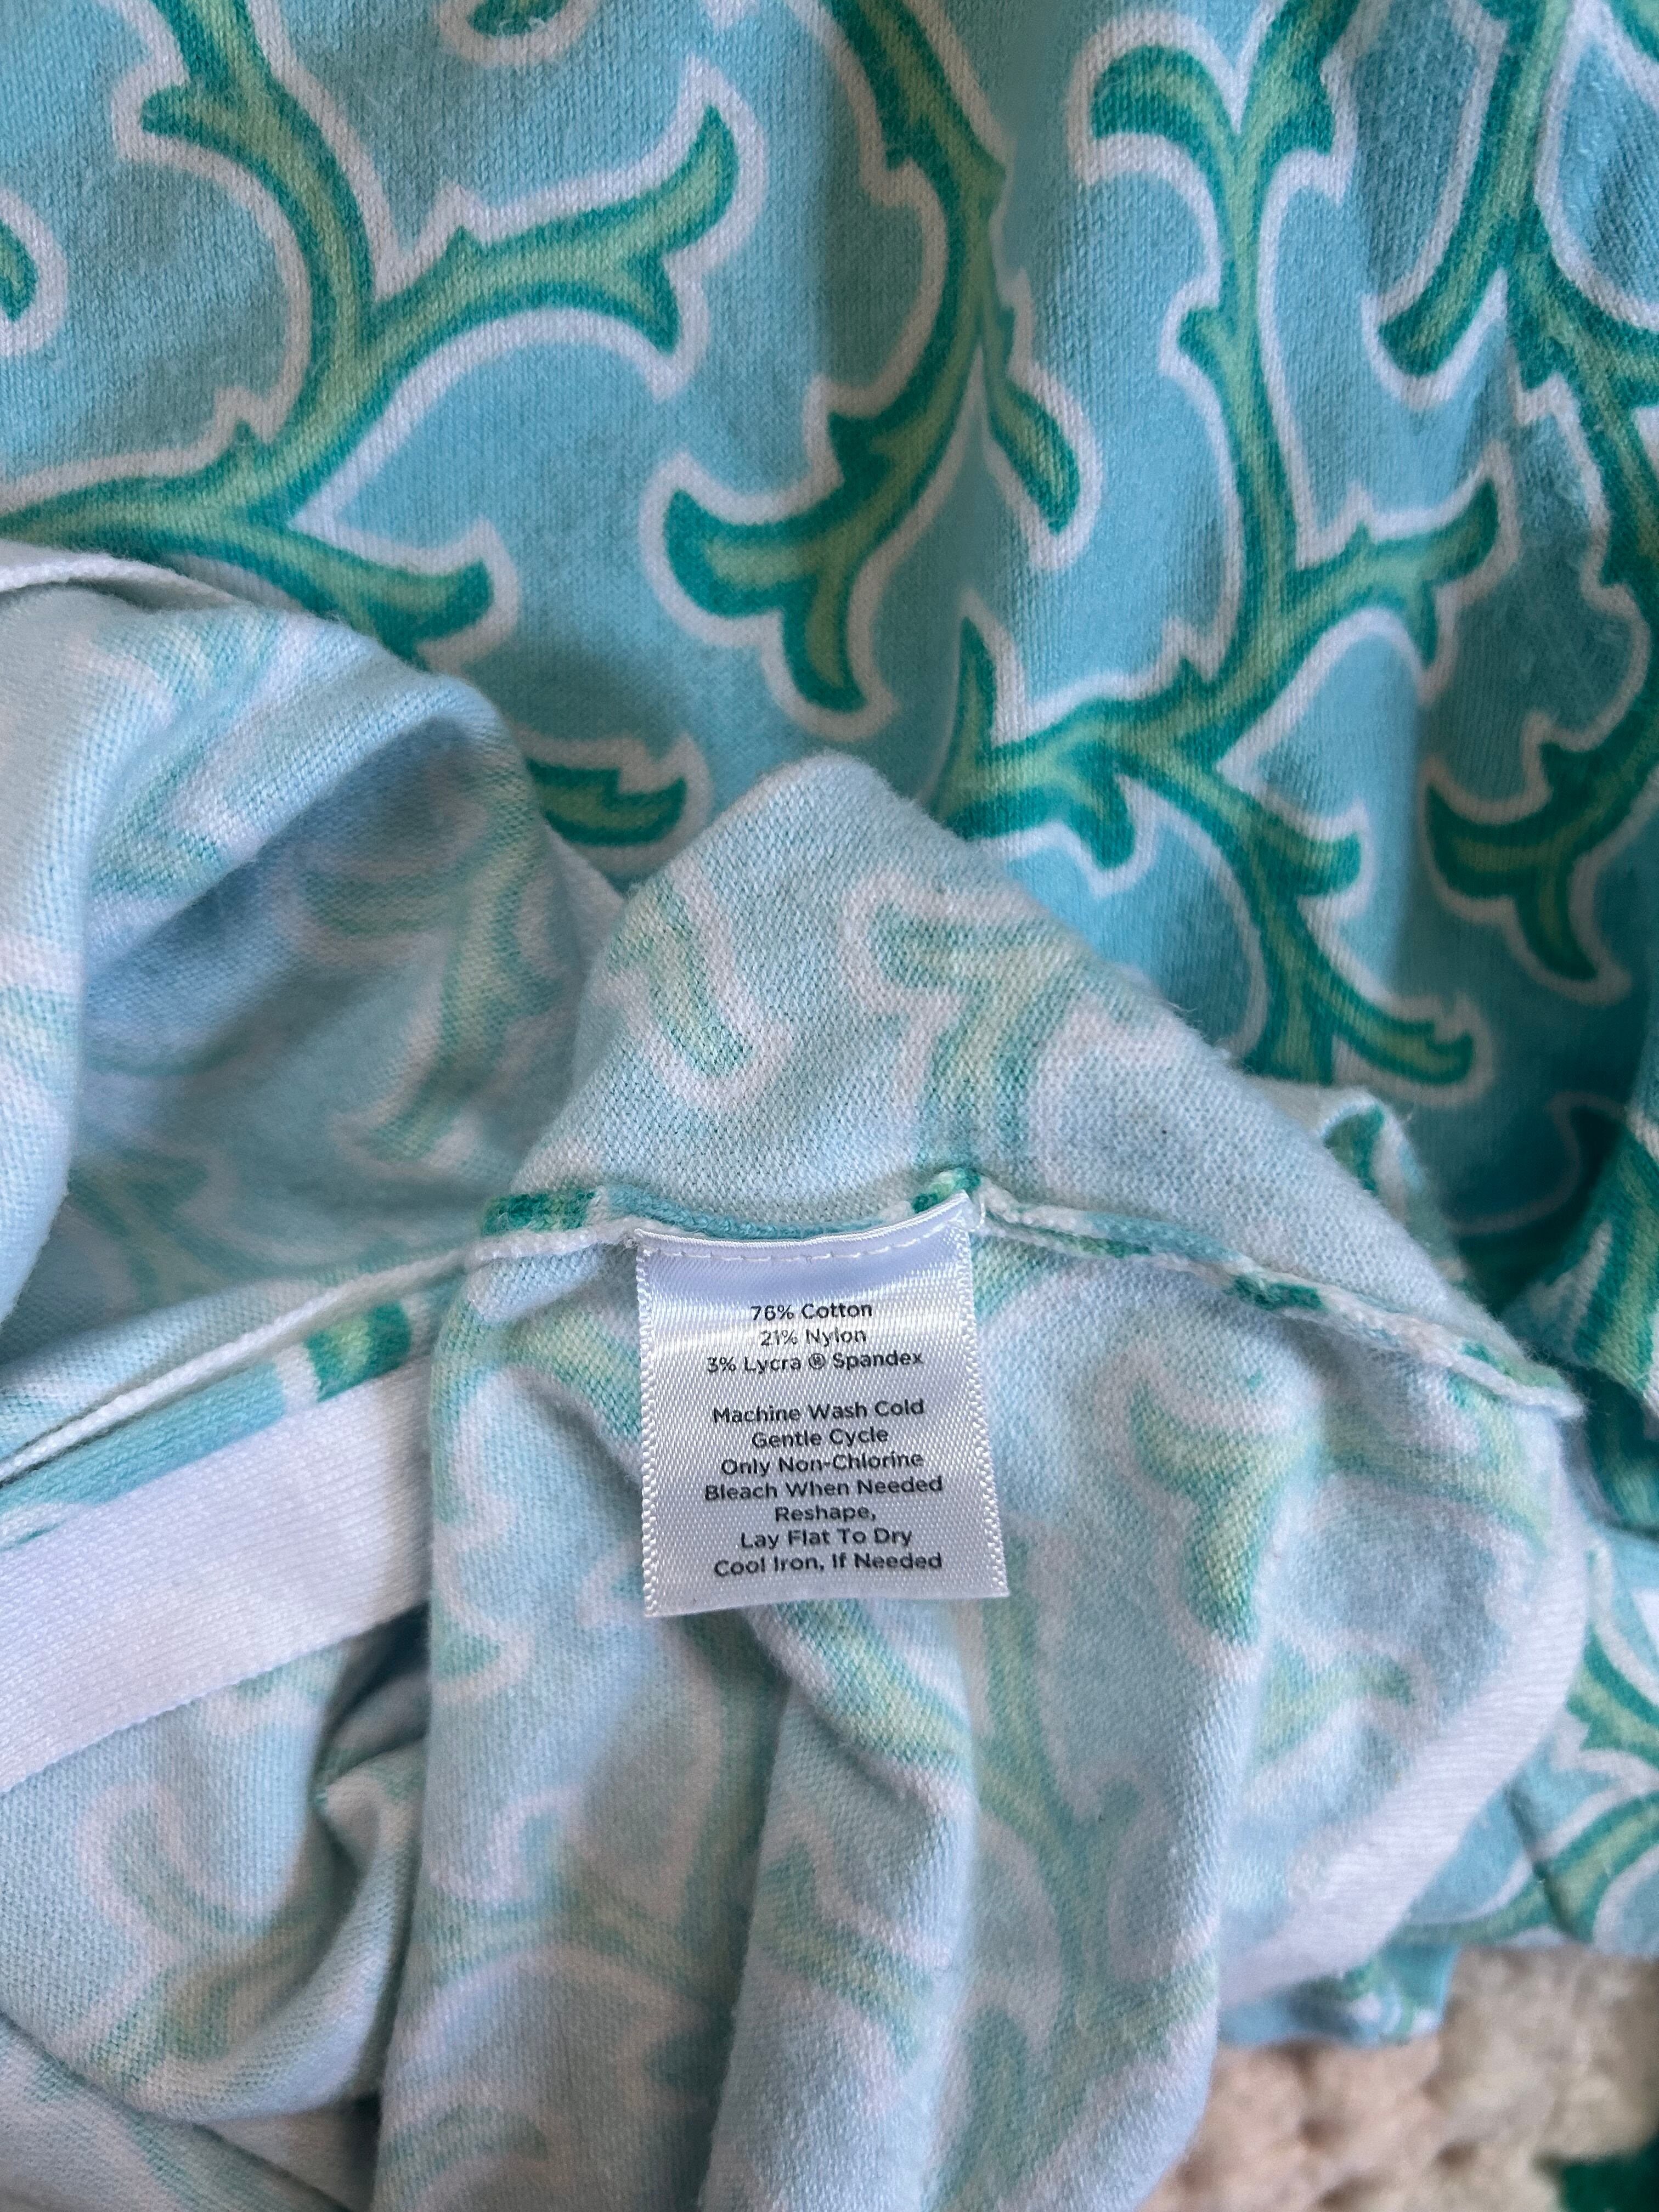 76% Cotton
21% Nylon
3% Lycra ® Spandex
Machine Wash Cold
Gentle Cycle
Only Non-Chlorine
Bleach When Needed
Reshape,
Lay Flat To Dry
Cool Iron, If Needed